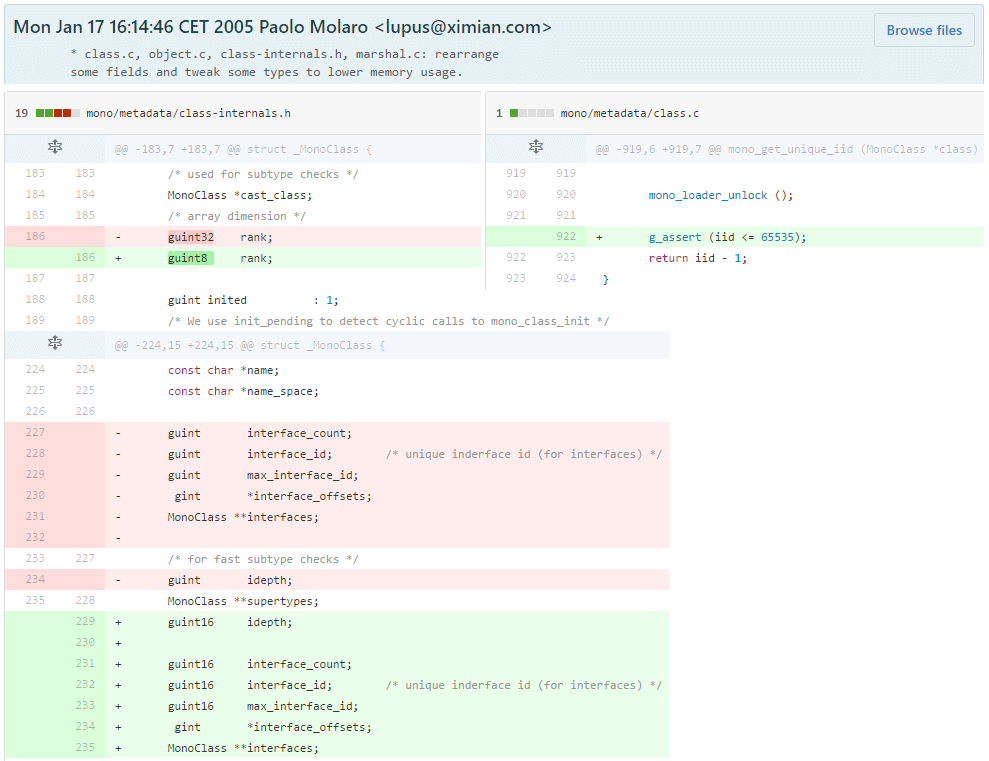 Mon Jan 17 16:14:46 CET 2005 Paolo Molaro <lupus@ximian.com>
Browse files
* class.c, object.c, class-internals.h, marshal.c: rearrange
some fields and tweak some types to lower memory usage.
19 mono/metadata/class-internals.h
@@ -183,7 +183,7 @@ struct _MonoClass {
183 183 /* used for subtype checks */
184 184 MonoClass *cast_class;
185 185 /* array dimension */
186 - guint32 rank;
186 + guint8 rank;
187 187
188 188 guint inited : 1;
189 189 /* We use init_pending to detect cyclic calls to mono_class_init */
@@ -224,15 +224,15 @@ struct _MonoClass {
224 224 const char *name;
225 225 const char *name_space;
226 226
227 - guint interface_count;
228 - guint interface_id; /* unique inderface id (for interfaces) */
229 - guint max_interface_id;
230 - gint *interface_offsets;
231 - MonoClass **interfaces;
232 -
233 227 /* for fast subtype checks */
234 - guint idepth;
235 228 MonoClass **supertypes;
229 + guint16 idepth;
230 +
231 + guint16 interface_count;
232 + guint16 interface_id; /* unique inderface id (for interfaces) */
233 + guint16 max_interface_id;
234 + gint *interface_offsets;
235 + MonoClass **interfaces;
1 mono/metadata/class.c
@@ -919,6 +919,7 @@ mono_get_unique_iid (MonoClass *class)
919 919
920 920 mono_loader_unlock ();
921 921
922 + g_assert (iid <= 65535);
922 923 return iid - 1;
923 924 }